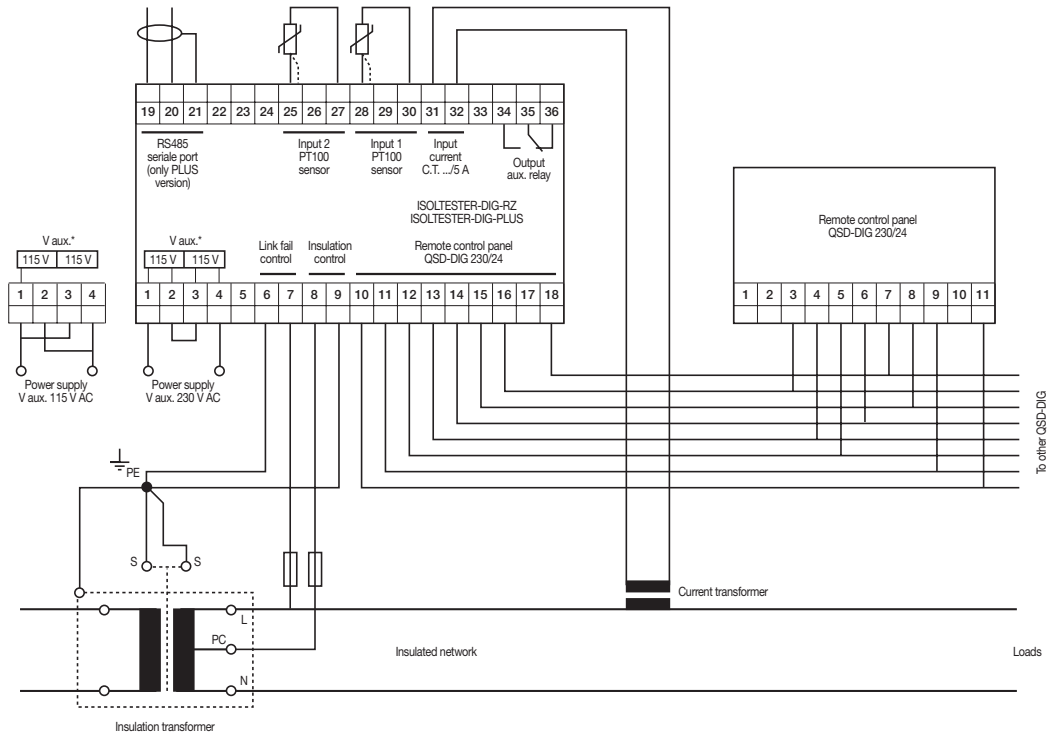 19 20 21 22 23 24 25 26 27 28 29 30 31 32 33 34 35 36
RS485
seriale port
(only PLUS
version)
Input 2
PT100
sensor
Input 1
PT100
sensor
Input
current
C.T. .../5 A
Output
aux. relay
ISOLTESTER-DIG-RZ
ISOLTESTER-DIG-PLUS
Remote control panel
QSD-DIG 230/24
V aux.*
115 V 115 V
1 2 3 4
Power supply
V aux. 115 V AC
V aux.*
115 V 115 V
Link fail
control
Insulation
control
Remote control panel
QSD-DIG 230/24
1 2 3 4 5 6 7 8 9 10 11 12 13 14 15 16 17 18
Power supply
V aux. 230 V AC
1 2 3 4 5 6 7 8 9 10 11
To other QSD-DIG
PE
S S
L
PC
N
Current transformer
Insulated network
Loads
Insulation transformer